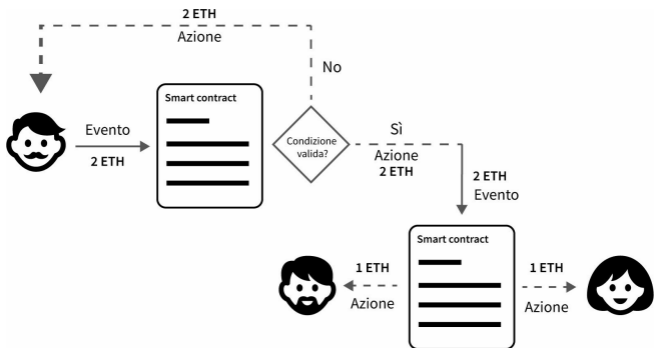 2 ETH
Azione
No
Smart contract
Evento
2 ETH
Condizione
valida?
Sì
Azione
2 ETH
2 ETH
Evento
Smart contract
1 ETH
Azione
1 ETH
Azione